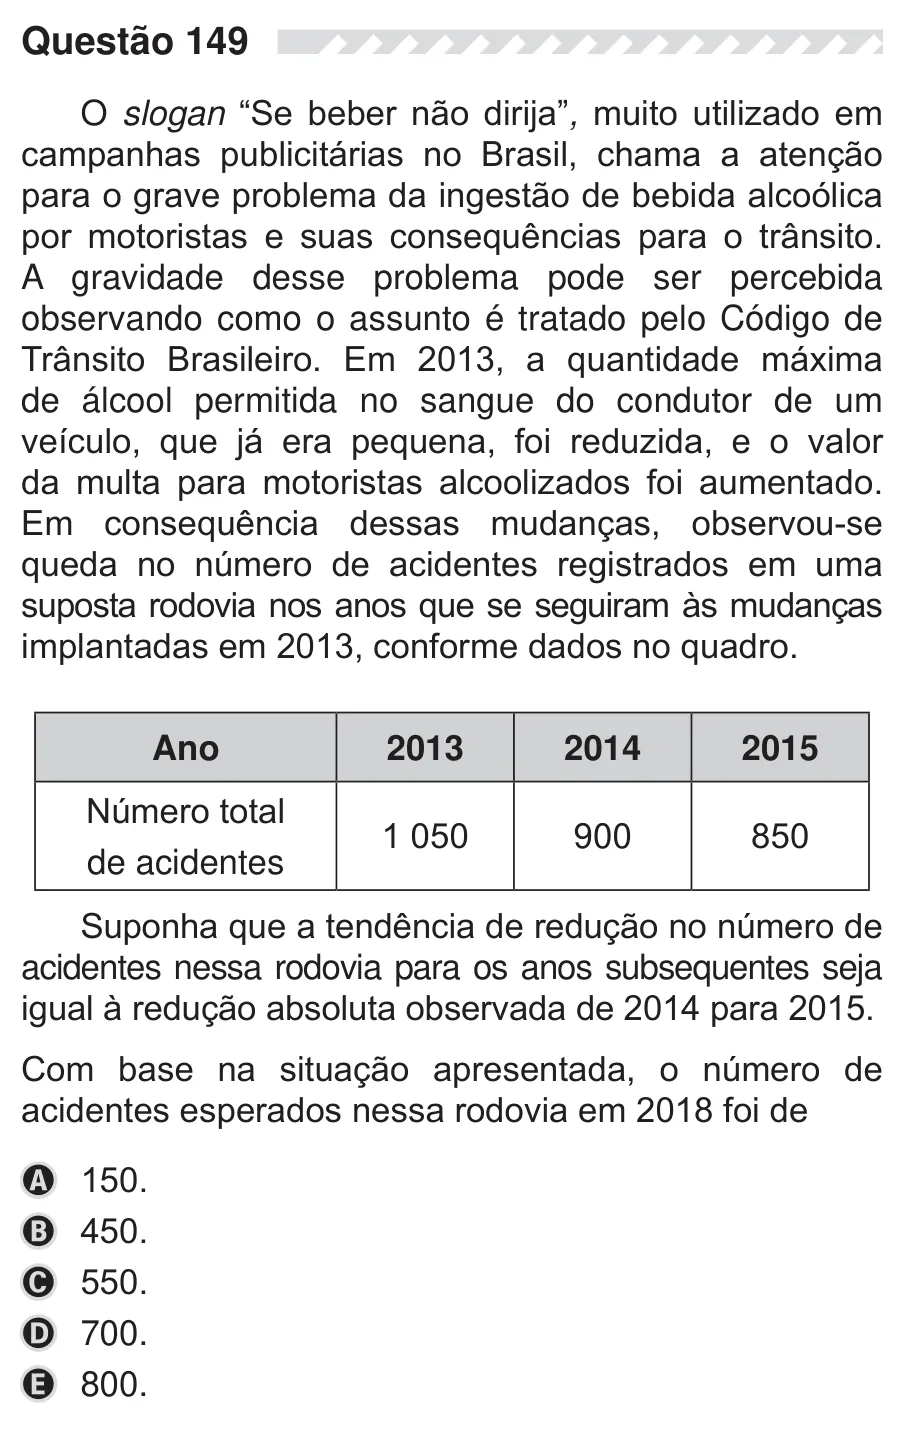 Questão 149
O slogan “Se beber não dirija”, muito utilizado em
campanhas publicitárias no Brasil, chama a atenção
para o grave problema da ingestão de bebida alcoólica
por motoristas e suas consequências para o trânsito.
A gravidade desse problema pode ser percebida
observando como o assunto é tratado pelo Código de
Trânsito Brasileiro. Em 2013, a quantidade máxima
de álcool permitida no sangue do condutor de um
veículo, que já era pequena, foi reduzida, e o valor
da multa para motoristas alcoolizados foi aumentado.
Em consequência dessas mudanças, observou-se
queda no número de acidentes registrados em uma
suposta rodovia nos anos que se seguiram às mudanças
implantadas em 2013, conforme dados no quadro.
Ano 2013 2014 2015
Número total
de acidentes 1 050 900 850
Suponha que a tendência de redução no número de
acidentes nessa rodovia para os anos subsequentes seja
igual à redução absoluta observada de 2014 para 2015.
Com base na situação apresentada, o número de
acidentes esperados nessa rodovia em 2018 foi de
A 150.
B 450.
C 550.
D 700.
E 800.